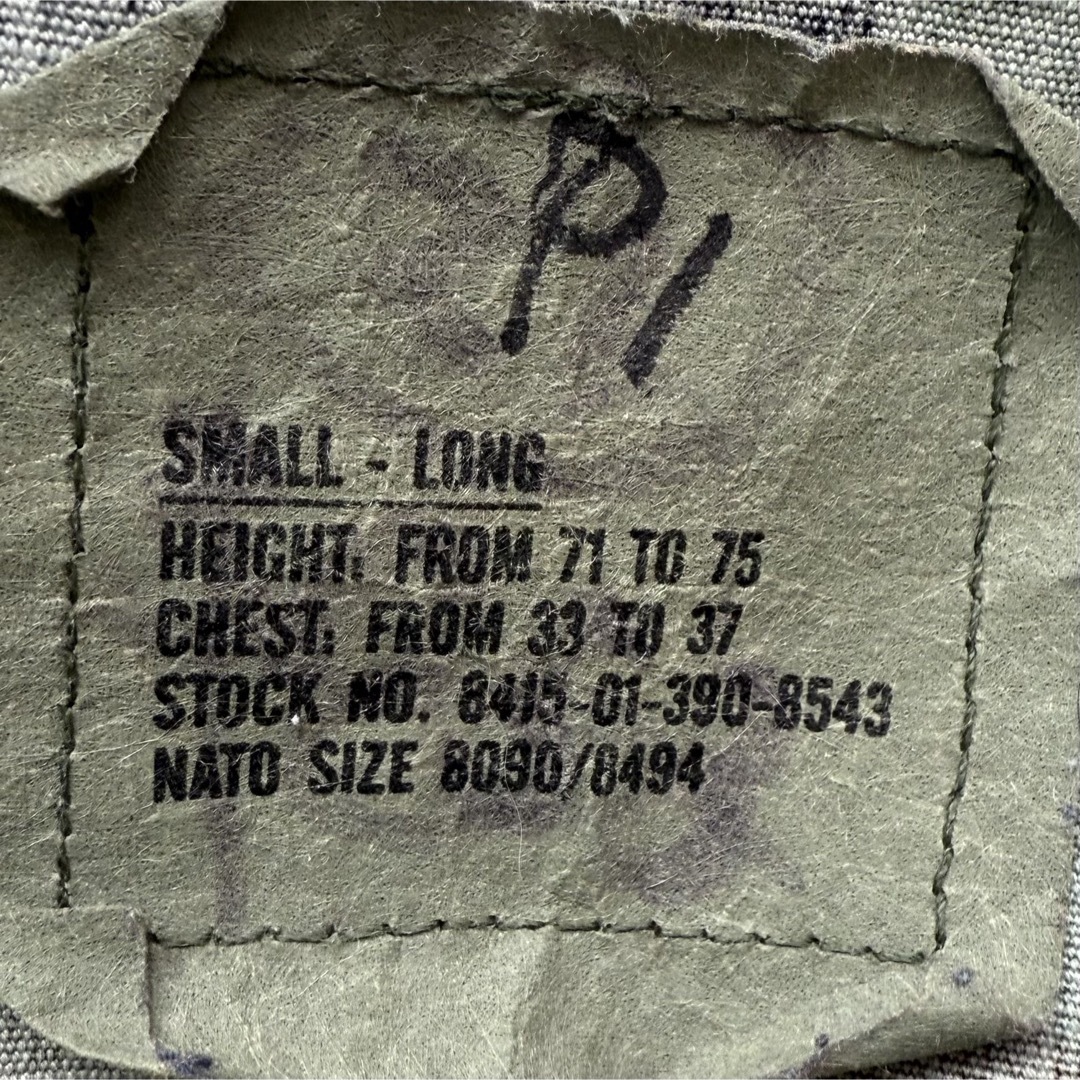 P1
SMALL - LONG
HEIGHT: FROM 71 TO 75
CHEST: FROM 33 TO 37
STOCK NO. 8415-01-390-8543
NATO SIZE 8090/8494